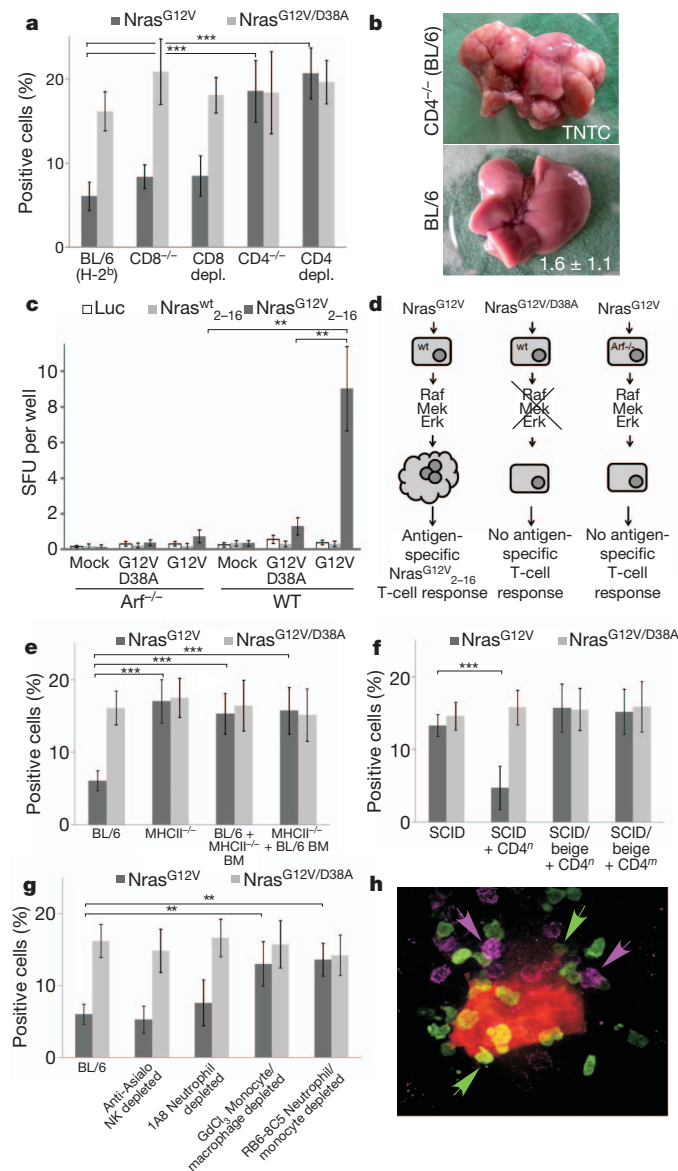 a
Nras^G12V Nras^G12V/D38A
***
***
Positive cells (%)
20
10
0
BL/6 (H-2^b)
CD8^–/–
CD8 depl.
CD4^–/–
CD4 depl.
b
CD4^–/– (BL/6)
TNTC
BL/6
1.6 ± 1.1
c
Luc Nras^wt_2–16 Nras^G12V_2–16
**
**
SFU per well
10
8
6
4
2
0
Mock G12V D38A G12V Mock G12V D38A G12V
Arf^–/– WT
d
Nras^G12V Nras^G12V/D38A Nras^G12V
wt wt Arf-/-
Raf Raf Raf
Mek Mek Mek
Erk Erk Erk
Antigen-specific Nras^G12V_2–16 T-cell response
No antigen-specific T-cell response
No antigen-specific T-cell response
e
Nras^G12V Nras^G12V/D38A
***
***
***
Positive cells (%)
20
10
0
BL/6
MHCII^–/–
BL/6 + MHCII^–/– BM
MHCII^–/– + BL/6 BM
f
Nras^G12V Nras^G12V/D38A
***
Positive cells (%)
20
10
0
SCID
SCID + CD4^n
SCID/beige + CD4^n
SCID/beige + CD4^m
g
Nras^G12V Nras^G12V/D38A
**
**
Positive cells (%)
20
10
0
BL/6
Anti-Asialo NK depleted
1A8 Neutrophil depleted
GdCl_3 Monocyte/macrophage depleted
RB6-8C5 Neutrophil/monocyte depleted
h